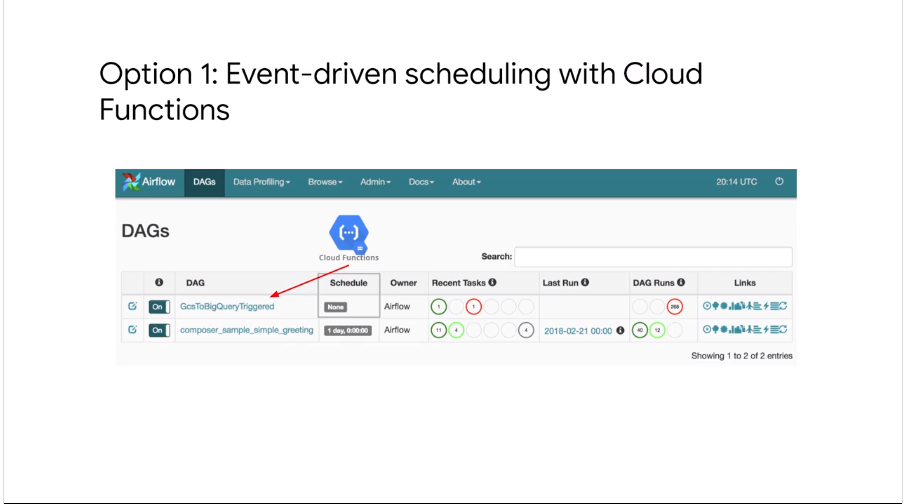 Option 1: Event-driven scheduling with Cloud
Functions
Airflow DAGs Data Profiling Browse Admin Docs About 20:14 UTC
DAGs
Cloud Functions
Search:
DAG Schedule Owner Recent Tasks Last Run DAG Runs Links
On GcsToBigQueryTriggered None Airflow 1 1 266
On composer_sample_simple_greeting 1 day, 0:00:00 Airflow 11 4 4 2018-02-21 00:00 40 12
Showing 1 to 2 of 2 entries